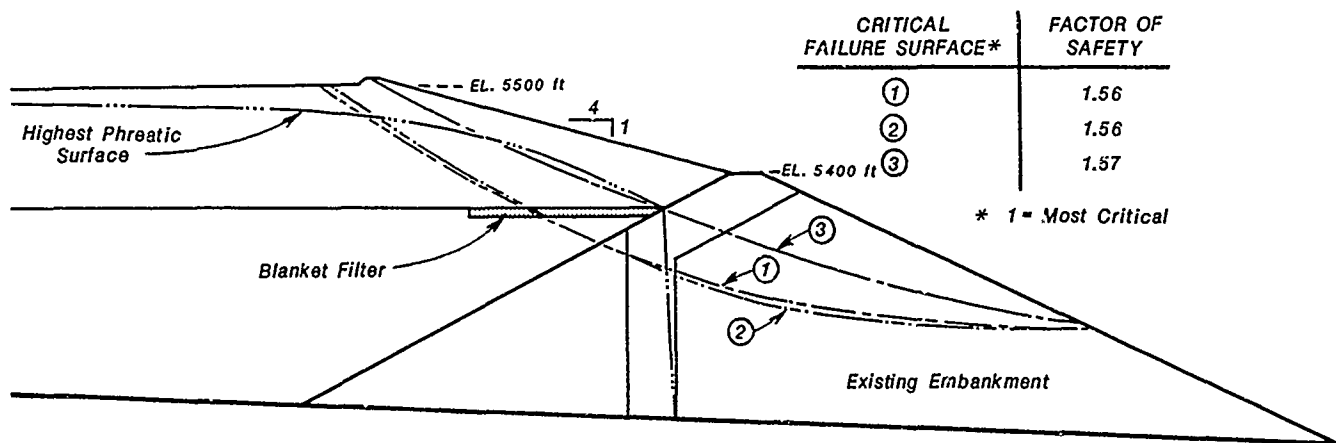 CRITICAL
FAILURE SURFACE*
FACTOR OF
SAFETY
1
1.56
2
1.56
3
1.57
* 1 = Most Critical
EL. 5500 ft
4
1
Highest Phreatic
Surface
EL. 5400 ft
Blanket Filter
3
1
2
Existing Embankment